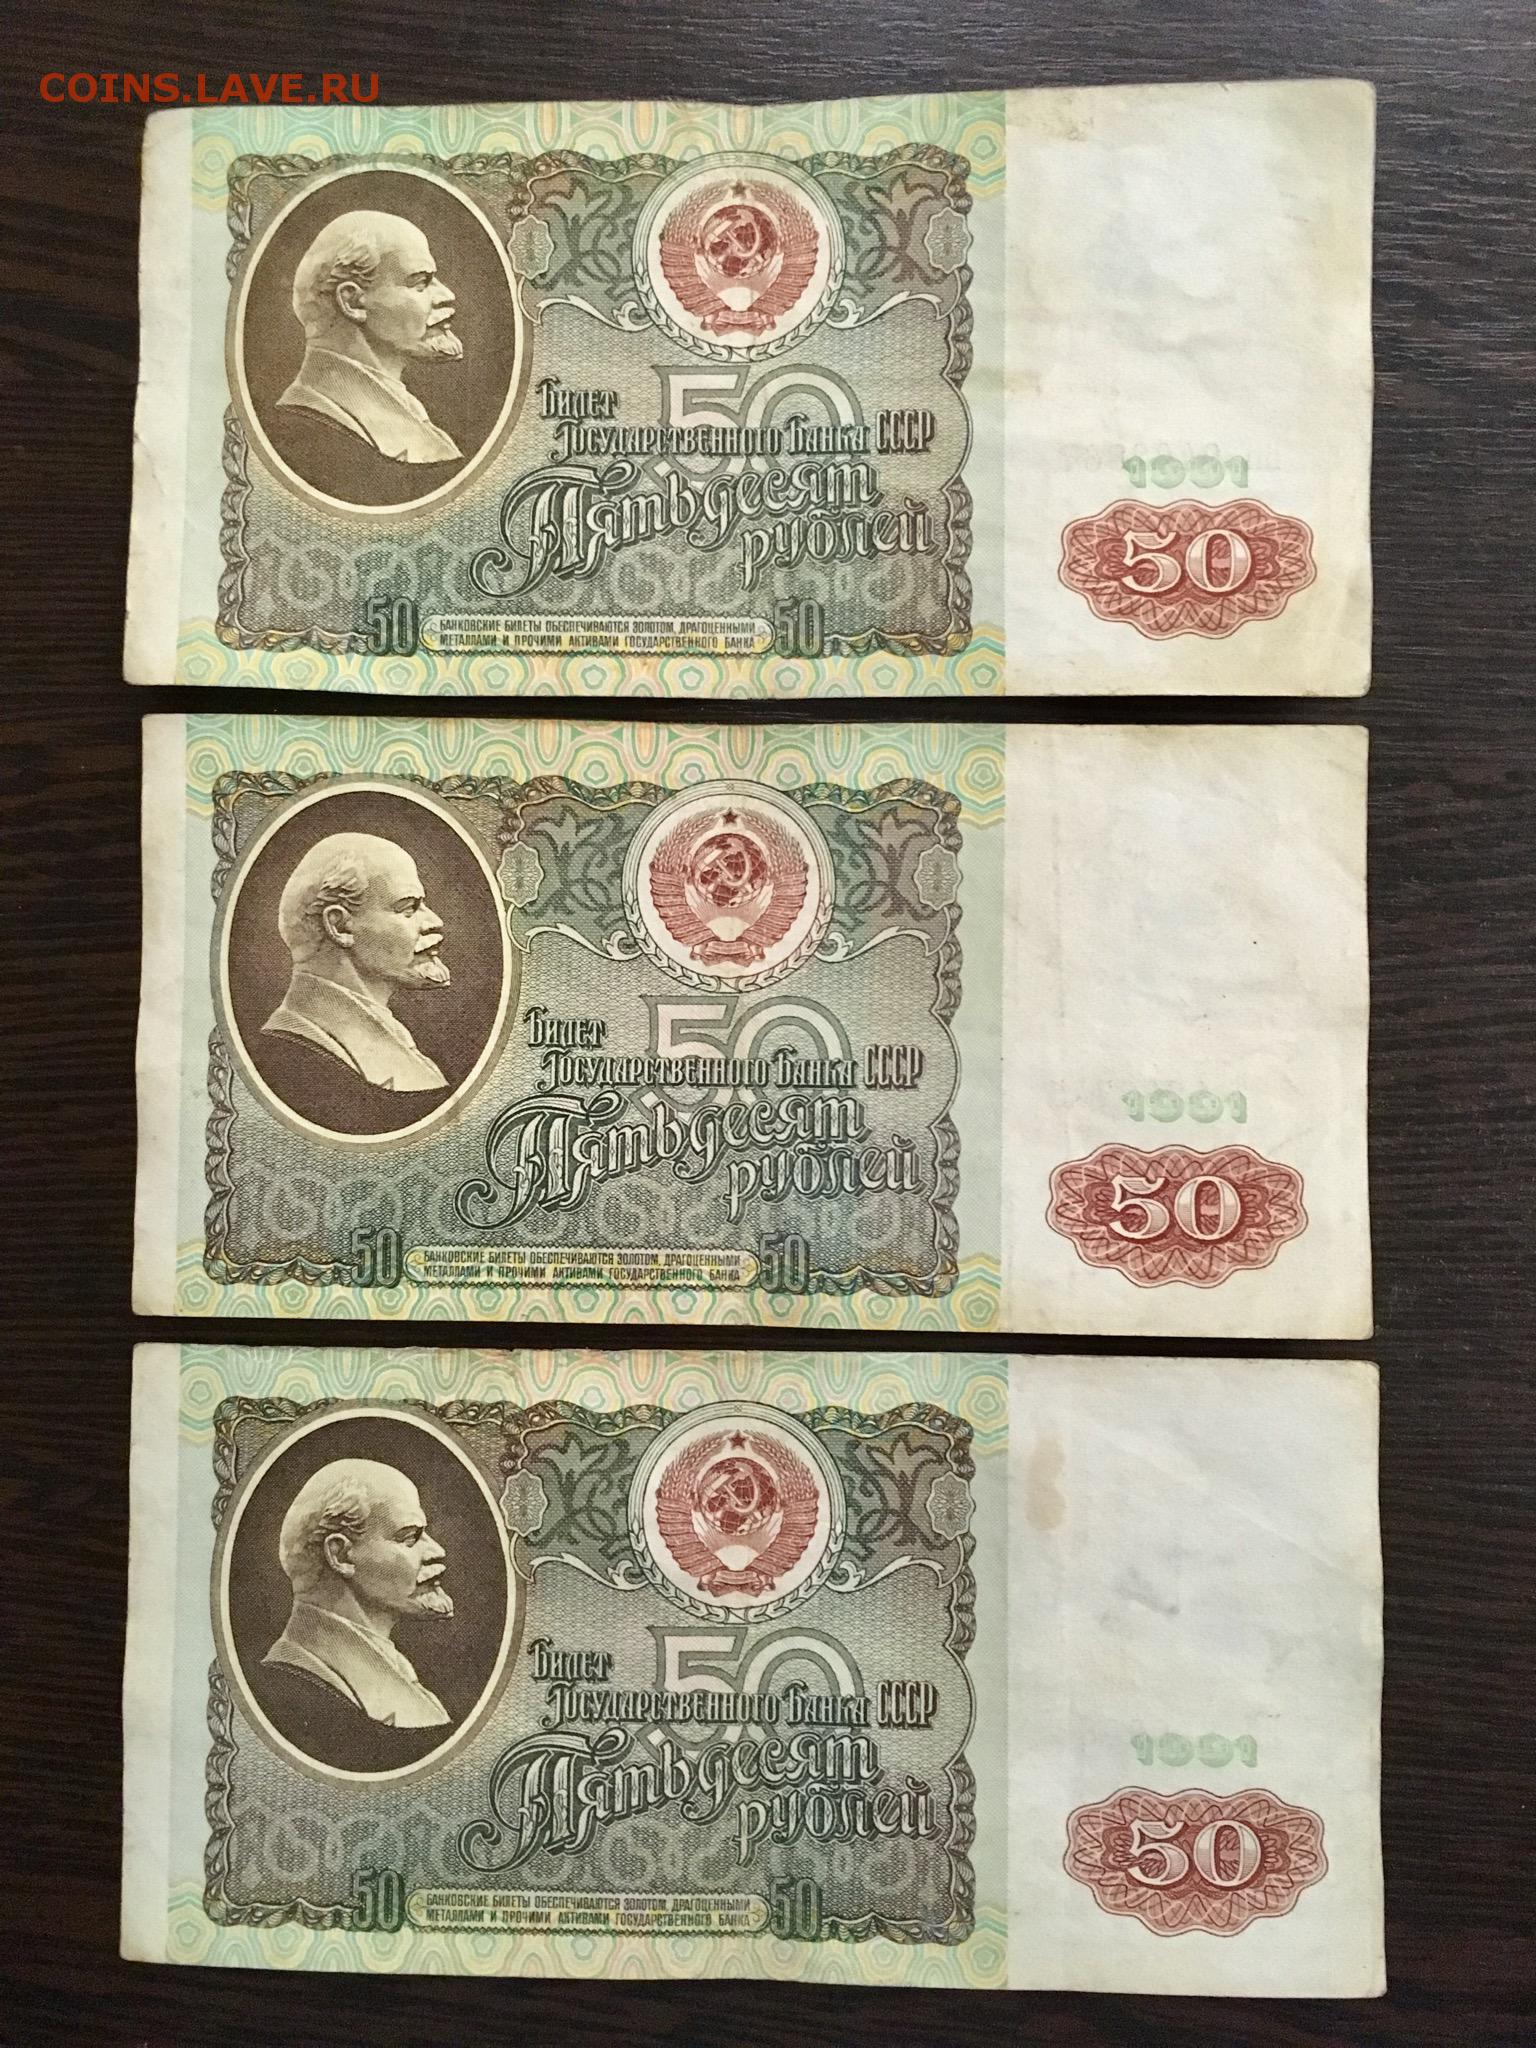 COINS.LAVE.RU
50
Билет
Государственного Банка СССР
Пятьдесят
рублей
1991
50
50
БАНКОВСКИЕ БИЛЕТЫ ОБЕСПЕЧИВАЮТСЯ ЗОЛОТОМ, ДРАГОЦЕННЫМИ
МЕТАЛЛАМИ И ПРОЧИМИ АКТИВАМИ ГОСУДАРСТВЕННОГО БАНКА
50
50
Билет
Государственного Банка СССР
Пятьдесят
рублей
1991
50
50
БАНКОВСКИЕ БИЛЕТЫ ОБЕСПЕЧИВАЮТСЯ ЗОЛОТОМ, ДРАГОЦЕННЫМИ
МЕТАЛЛАМИ И ПРОЧИМИ АКТИВАМИ ГОСУДАРСТВЕННОГО БАНКА
50
50
Билет
Государственного Банка СССР
Пятьдесят
рублей
1991
50
50
БАНКОВСКИЕ БИЛЕТЫ ОБЕСПЕЧИВАЮТСЯ ЗОЛОТОМ, ДРАГОЦЕННЫМИ
МЕТАЛЛАМИ И ПРОЧИМИ АКТИВАМИ ГОСУДАРСТВЕННОГО БАНКА
50